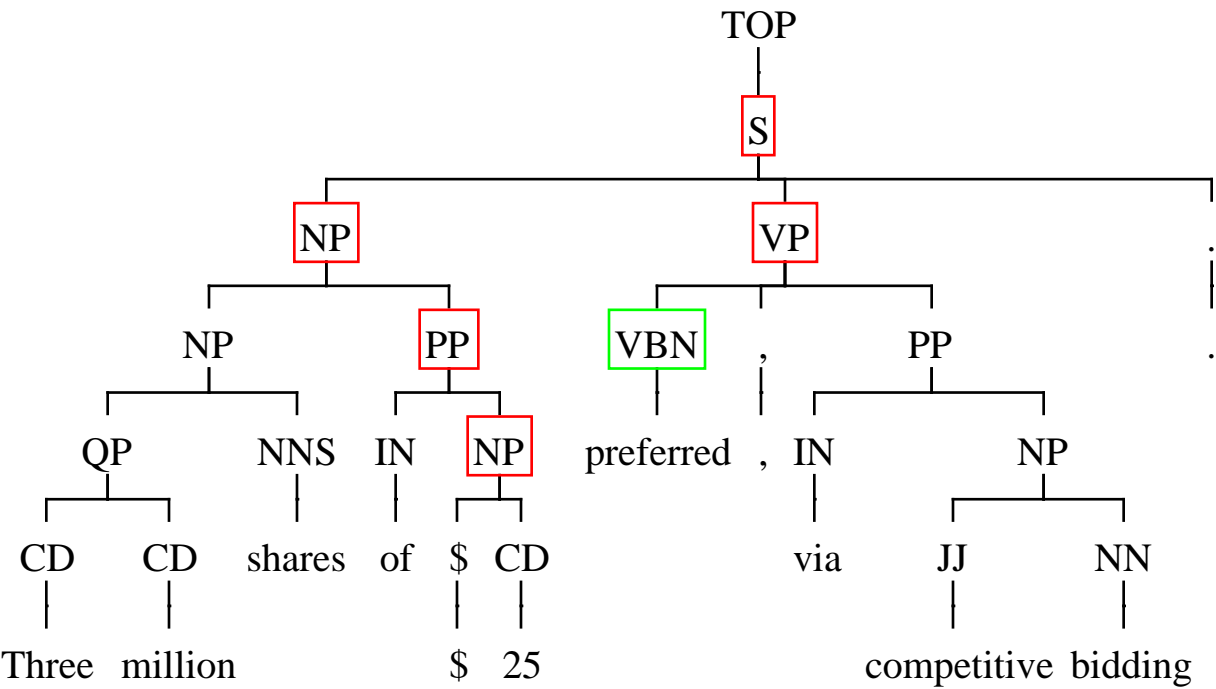 TOP
S
NP VP .
NP PP VBN , PP .
QP NNS IN NP preferred , IN NP
CD CD shares of $ CD via JJ NN
Three million $ 25 competitive bidding